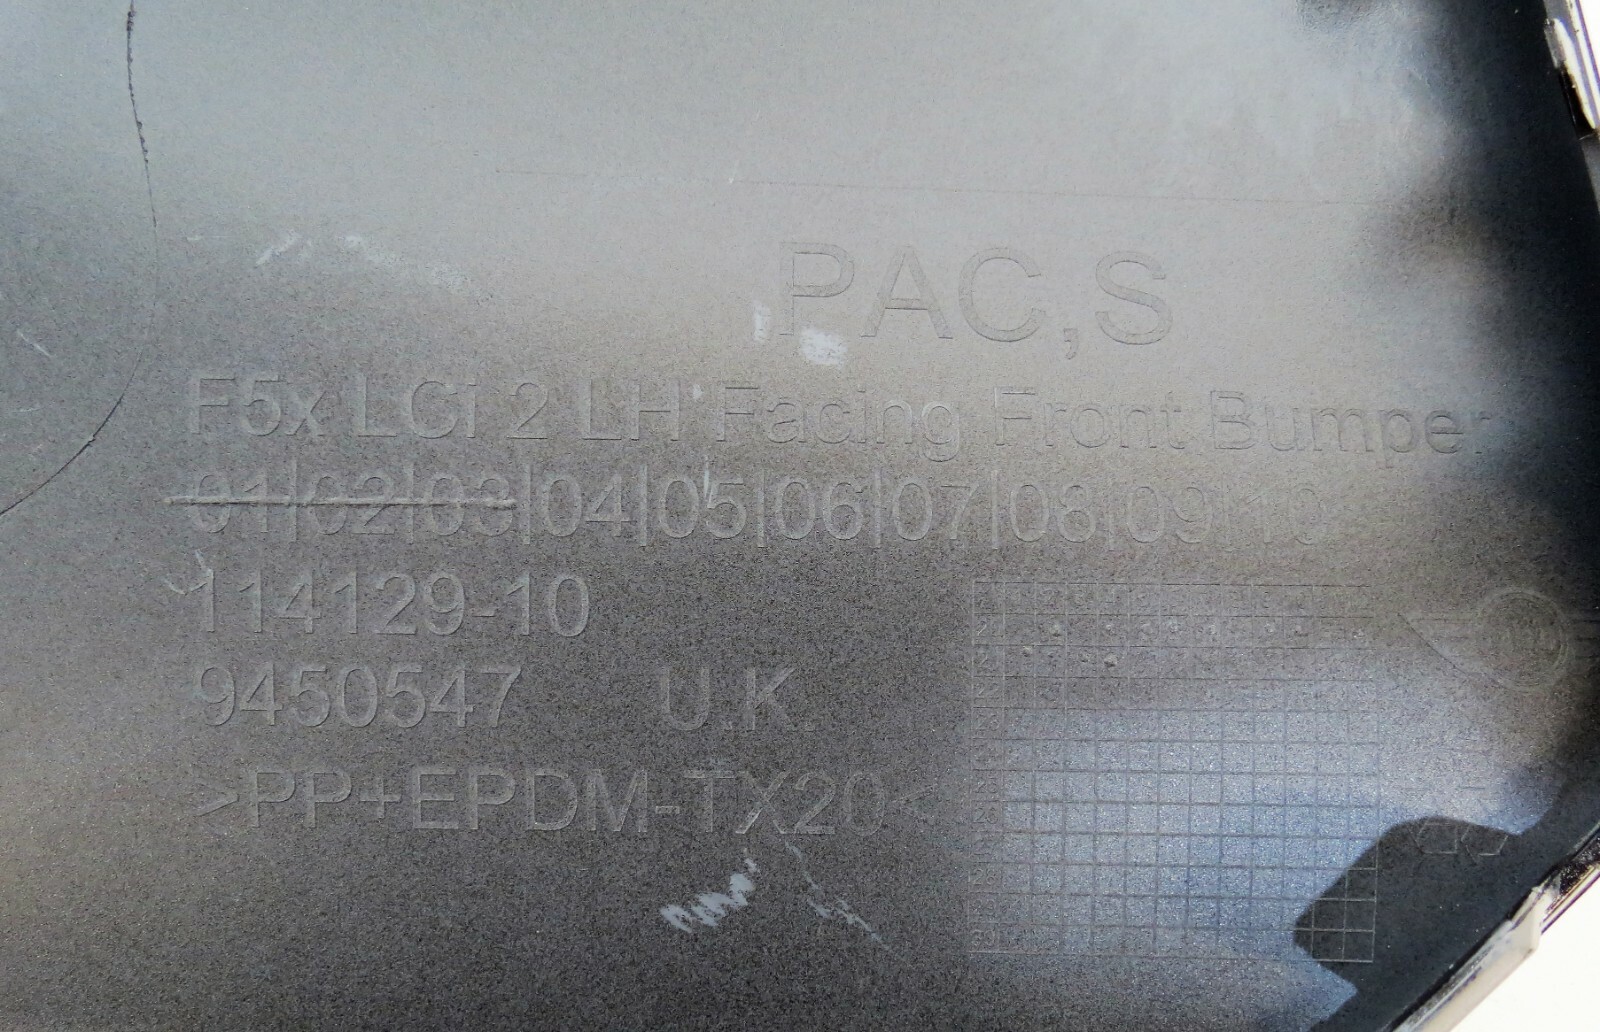 PAC,S
F5x LCi 2 LH Facing Front Bumper
01|02|03|04|05|06|07|08|09|10
114129-10
9450547 U.K.
>PP+EPDM-TX20<